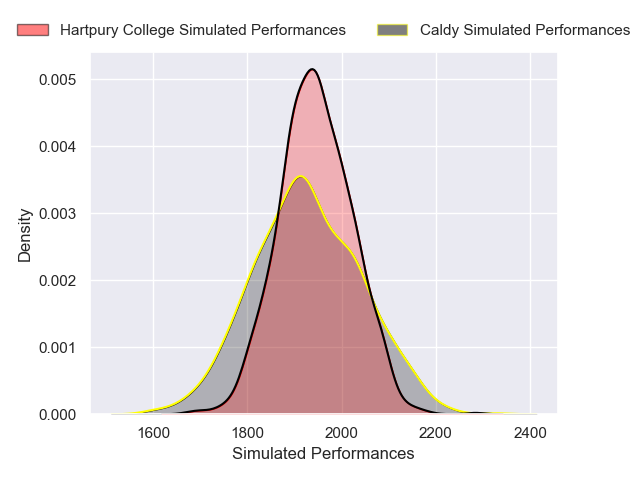 Hartpury College Simulated Performances
Caldy Simulated Performances
0.005
0.004
0.003
0.002
0.001
0.000
Density
1600 1800 2000 2200 2400
Simulated Performances